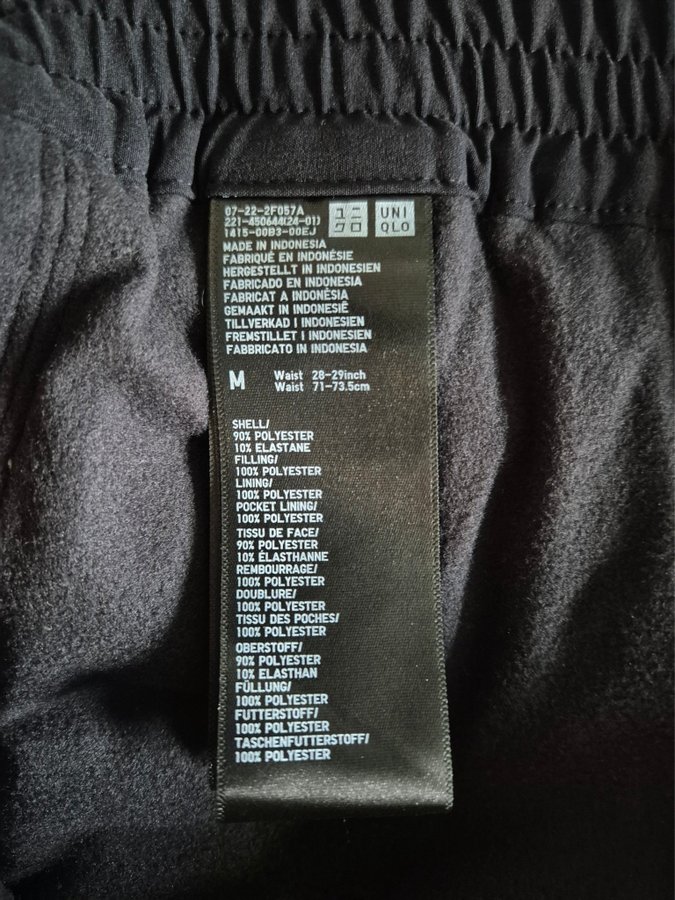 07-22-2F057A
221-450644(24-01)
1415-00B3-00EJ
ユニ
クロ
UNI
QLO
MADE IN INDONESIA
FABRIQUÉ EN INDONÉSIE
HERGESTELLT IN INDONESIEN
FABRICADO EN INDONESIA
FABRICAT A INDONÈSIA
GEMAAKT IN INDONESIË
TILLVERKAD I INDONESIEN
FREMSTILLET I INDONESIEN
FABBRICATO IN INDONESIA
M Waist 28-29inch
Waist 71-73.5cm
SHELL/
90% POLYESTER
10% ELASTANE
FILLING/
100% POLYESTER
LINING/
100% POLYESTER
POCKET LINING/
100% POLYESTER
TISSU DE FACE/
90% POLYESTER
10% ÉLASTHANNE
REMBOURRAGE/
100% POLYESTER
DOUBLURE/
100% POLYESTER
TISSU DES POCHES/
100% POLYESTER
OBERSTOFF/
90% POLYESTER
10% ELASTHAN
FÜLLUNG/
100% POLYESTER
FUTTERSTOFF/
100% POLYESTER
TASCHENFUTTERSTOFF/
100% POLYESTER